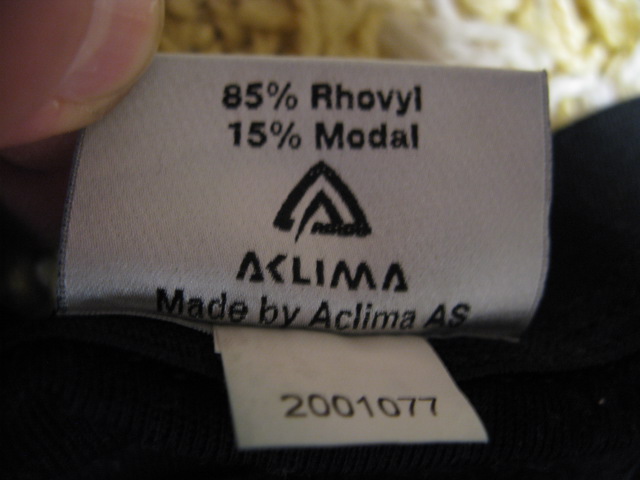 85% Rhovyl
15% Modal
ACLIMA
Made by Aclima AS
2001077